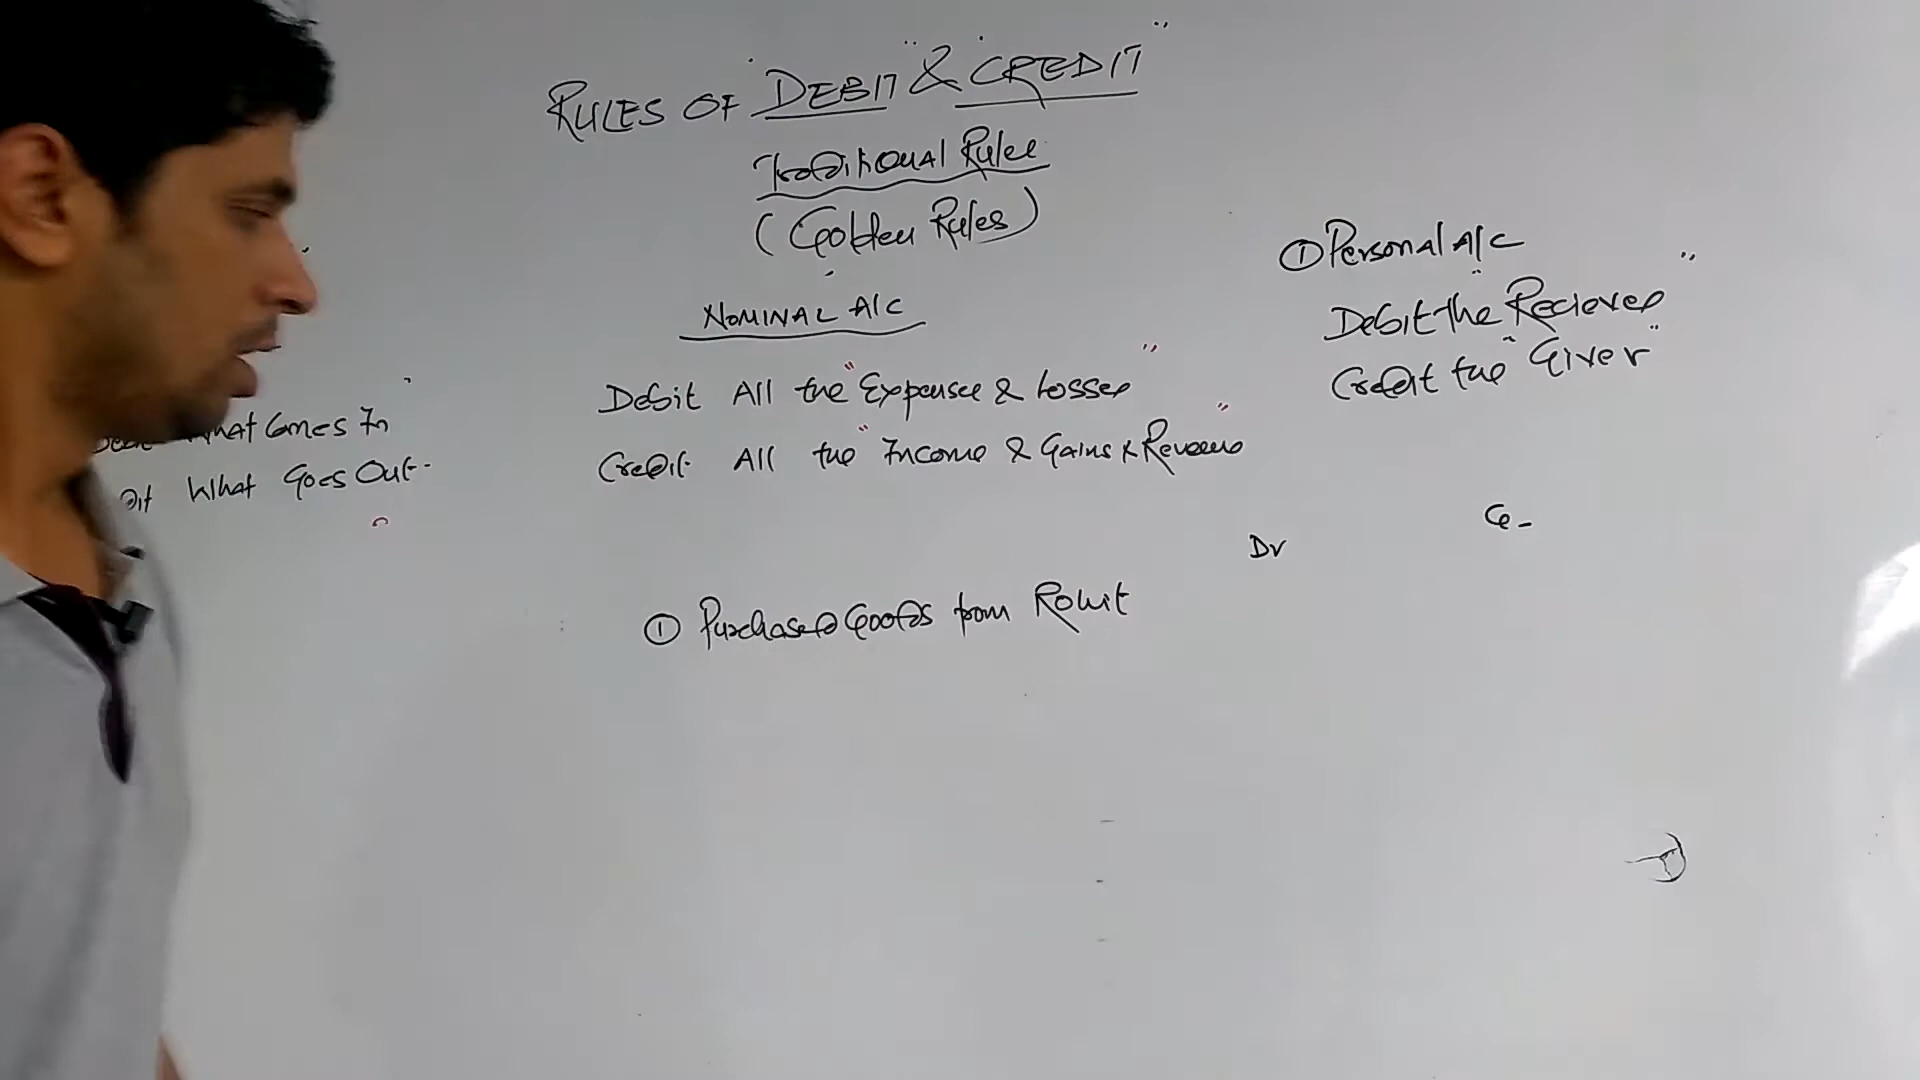 RULES OF "DEBIT" & "CREDIT"
Traditional Rules
(Golden Rules)
NOMINAL A/C
Debit All the "Expenses & Losses"
Credit All the "Income & Gains & Revenue"
① Personal A/C
Debit the "Reciever"
Credit the "Giver"
What Comes In
What Goes Out
Dr
Cr
① Purchased Goods from Rohit